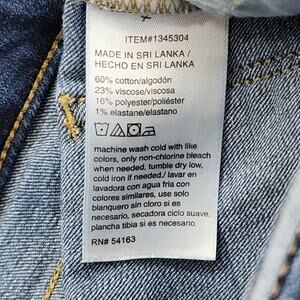 ITEM#1345304
MADE IN SRI LANKA/
HECHO EN SRI LANKA
60% cotton/algodón
23% viscose/viscosa
16% polyester/poliéster
1% elastane/elastano
machine wash cold with like
colors, only non-chlorine bleach
when needed, tumble dry low,
cold iron if needed./ lavar en
lavadora con agua fria con
colores similares, use solo
blanquero sin cloro si es
necesario, secadora ciclo suave,
plancha tibia si es necesario.
RN# 54163